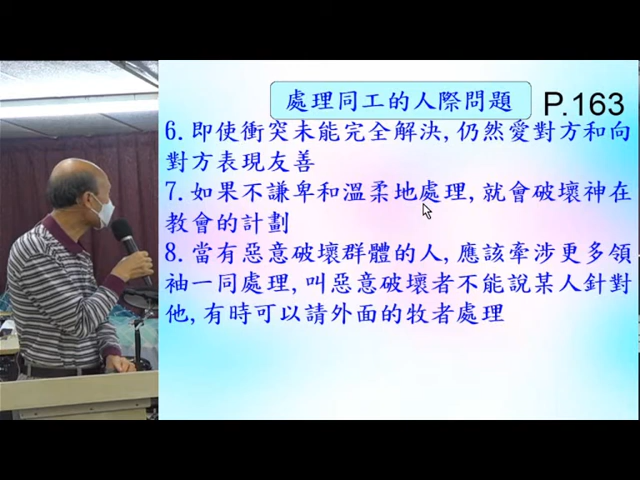 處理同工的人際問題
P.163
6.即使衝突未能完全解決,仍然愛對方和向
對方表現友善
7.如果不謙卑和溫柔地處理,就會破壞神在
教會的計劃
8.當有惡意破壞群體的人,應該牽涉更多領
袖一同處理,叫惡意破壞者不能說某人針對
他,有時可以請外面的牧者處理